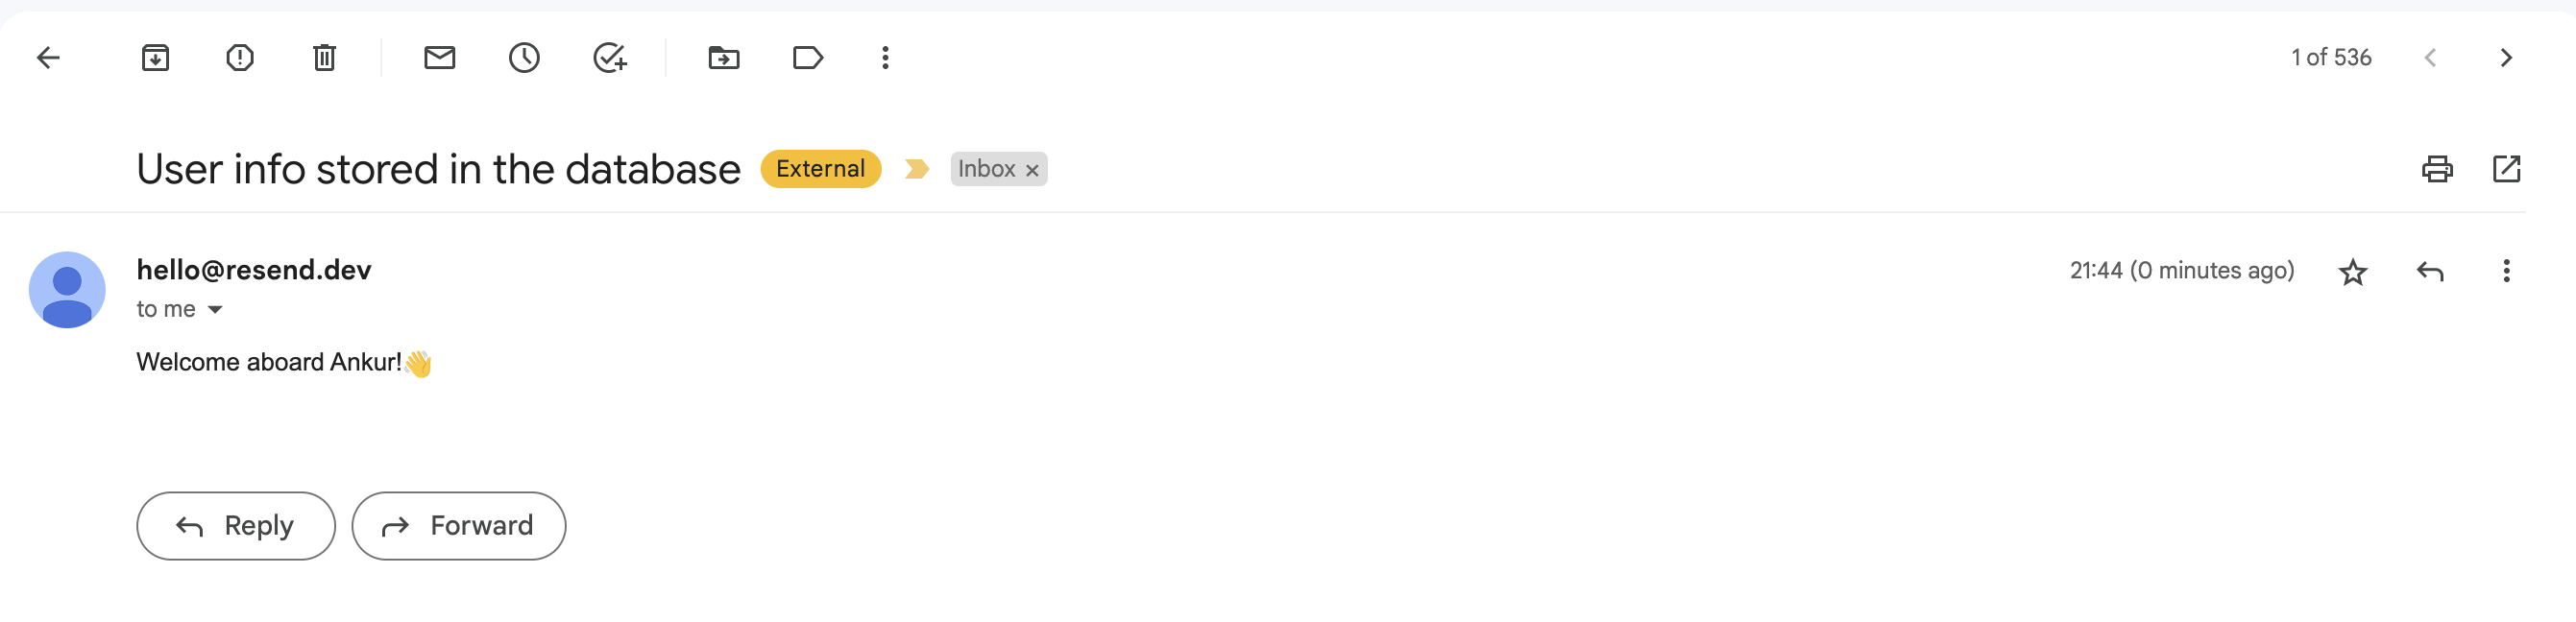 1 of 536
User info stored in the database External Inbox ×
hello@resend.dev 21:44 (0 minutes ago)
to me
Welcome aboard Ankur!👋
Reply Forward